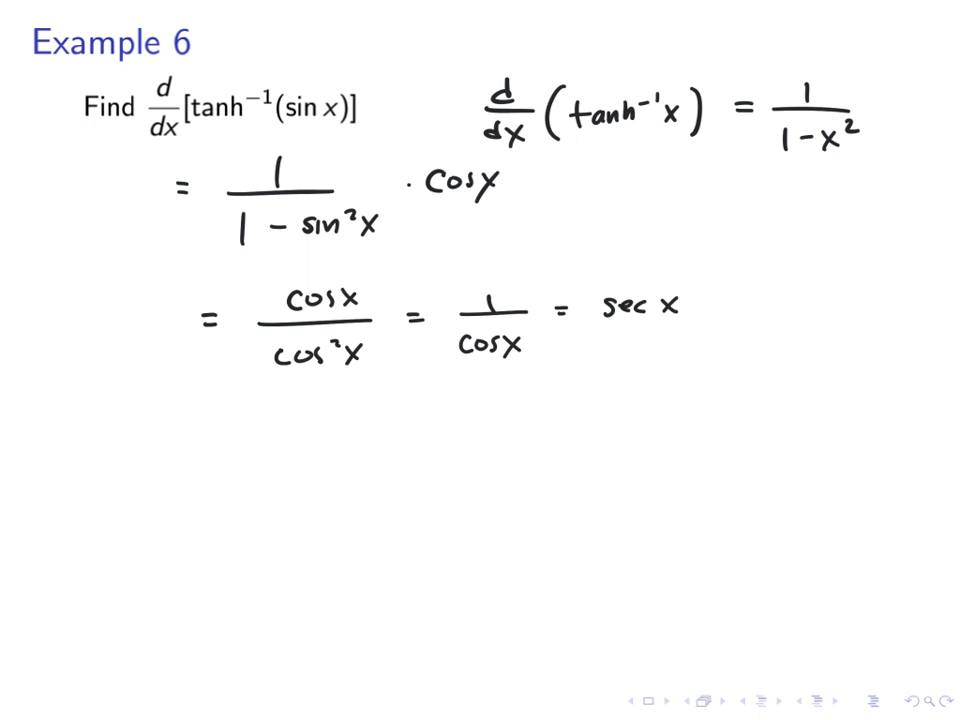 Example 6
Find d/dx [tanh⁻¹(sin x)]
d/dx (tanh⁻¹x) = 1/(1-x²)
= 1/(1 - sin²x) · cosx
= cosx/cos²x = 1/cosx = sec x